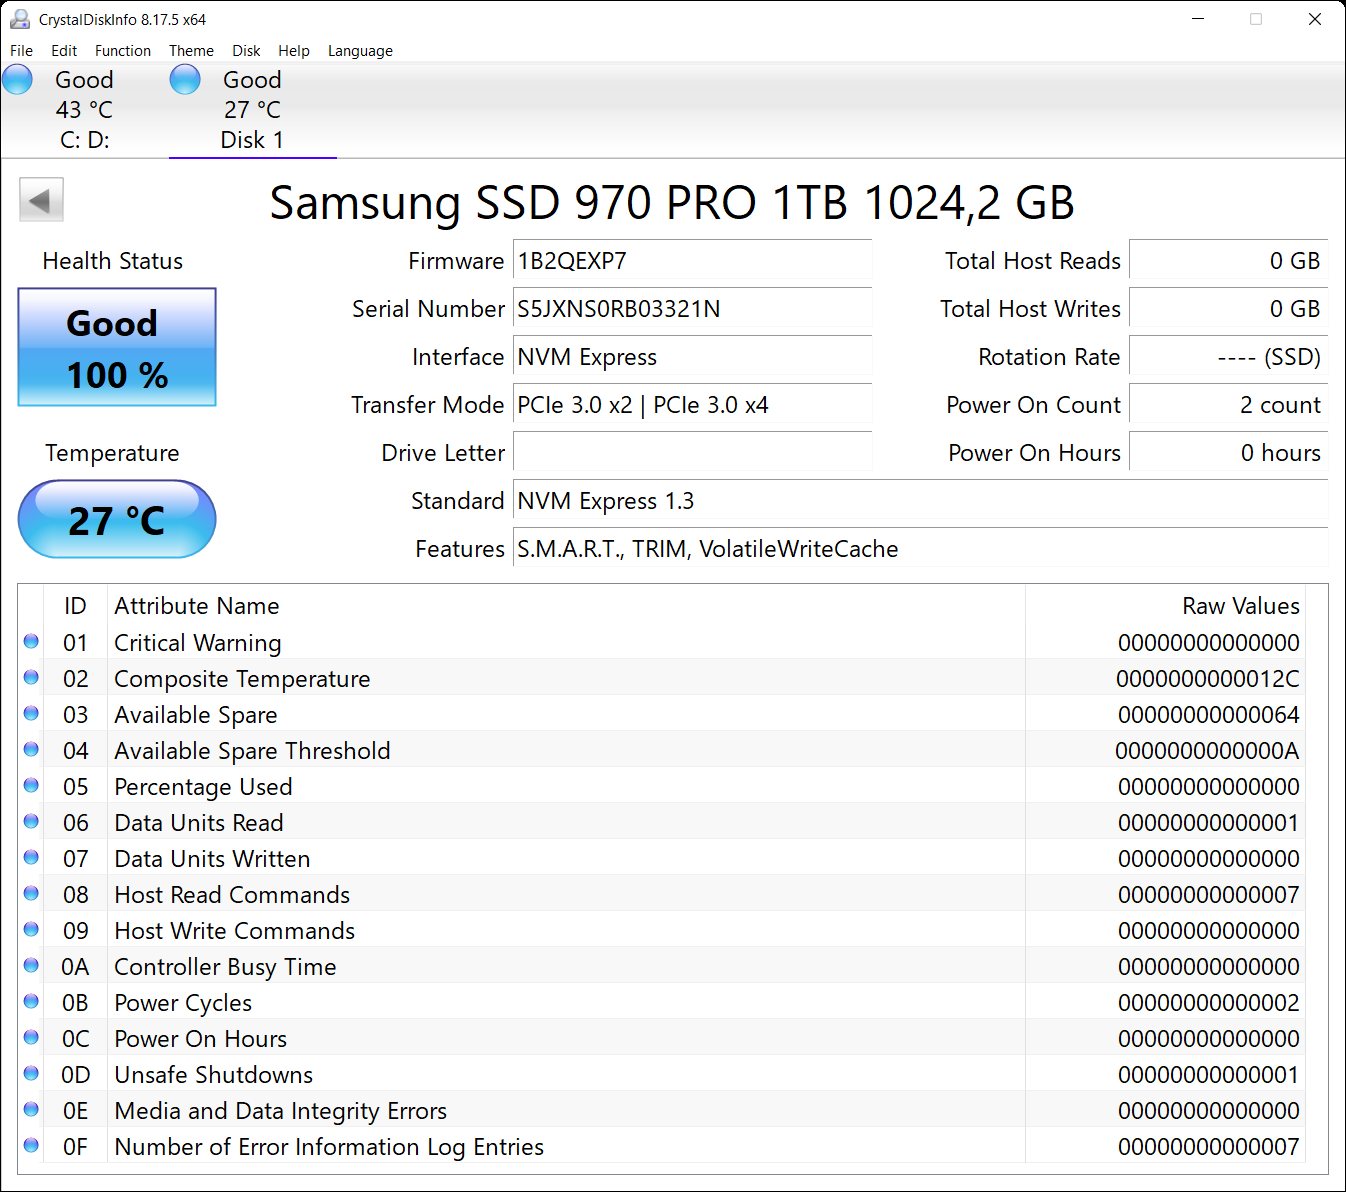 CrystalDiskInfo 8.17.5 x64
File Edit Function Theme Disk Help Language
Good Good
43 °C 27 °C
C: D: Disk 1
Samsung SSD 970 PRO 1TB 1024,2 GB
Health Status
Good
100 %
Temperature
27 °C
Firmware 1B2QEXP7
Serial Number S5JXNS0RB03321N
Interface NVM Express
Transfer Mode PCIe 3.0 x2 | PCIe 3.0 x4
Drive Letter
Standard NVM Express 1.3
Features S.M.A.R.T., TRIM, VolatileWriteCache
Total Host Reads 0 GB
Total Host Writes 0 GB
Rotation Rate ---- (SSD)
Power On Count 2 count
Power On Hours 0 hours
ID Attribute Name Raw Values
01 Critical Warning 00000000000000
02 Composite Temperature 0000000000012C
03 Available Spare 00000000000064
04 Available Spare Threshold 0000000000000A
05 Percentage Used 00000000000000
06 Data Units Read 00000000000001
07 Data Units Written 00000000000000
08 Host Read Commands 00000000000007
09 Host Write Commands 00000000000000
0A Controller Busy Time 00000000000000
0B Power Cycles 00000000000002
0C Power On Hours 00000000000000
0D Unsafe Shutdowns 00000000000001
0E Media and Data Integrity Errors 00000000000000
0F Number of Error Information Log Entries 00000000000007